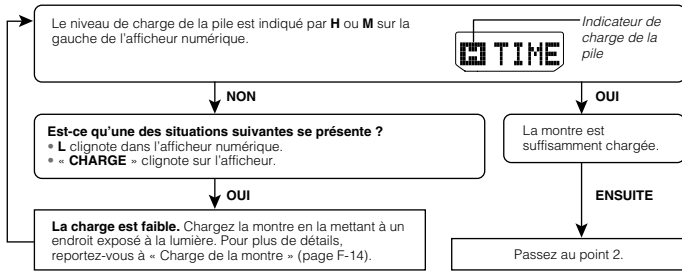 Le niveau de charge de la pile est indiqué par H ou M sur la
gauche de l'afficheur numérique.
TIME
Indicateur de
charge de la
pile
NON
OUI
Est-ce qu'une des situations suivantes se présente ?
• L clignote dans l'afficheur numérique.
• « CHARGE » clignote sur l'afficheur.
La montre est
suffisamment chargée.
OUI
ENSUITE
La charge est faible. Chargez la montre en la mettant à un
endroit exposé à la lumière. Pour plus de détails,
reportez-vous à « Charge de la montre » (page F-14).
Passez au point 2.